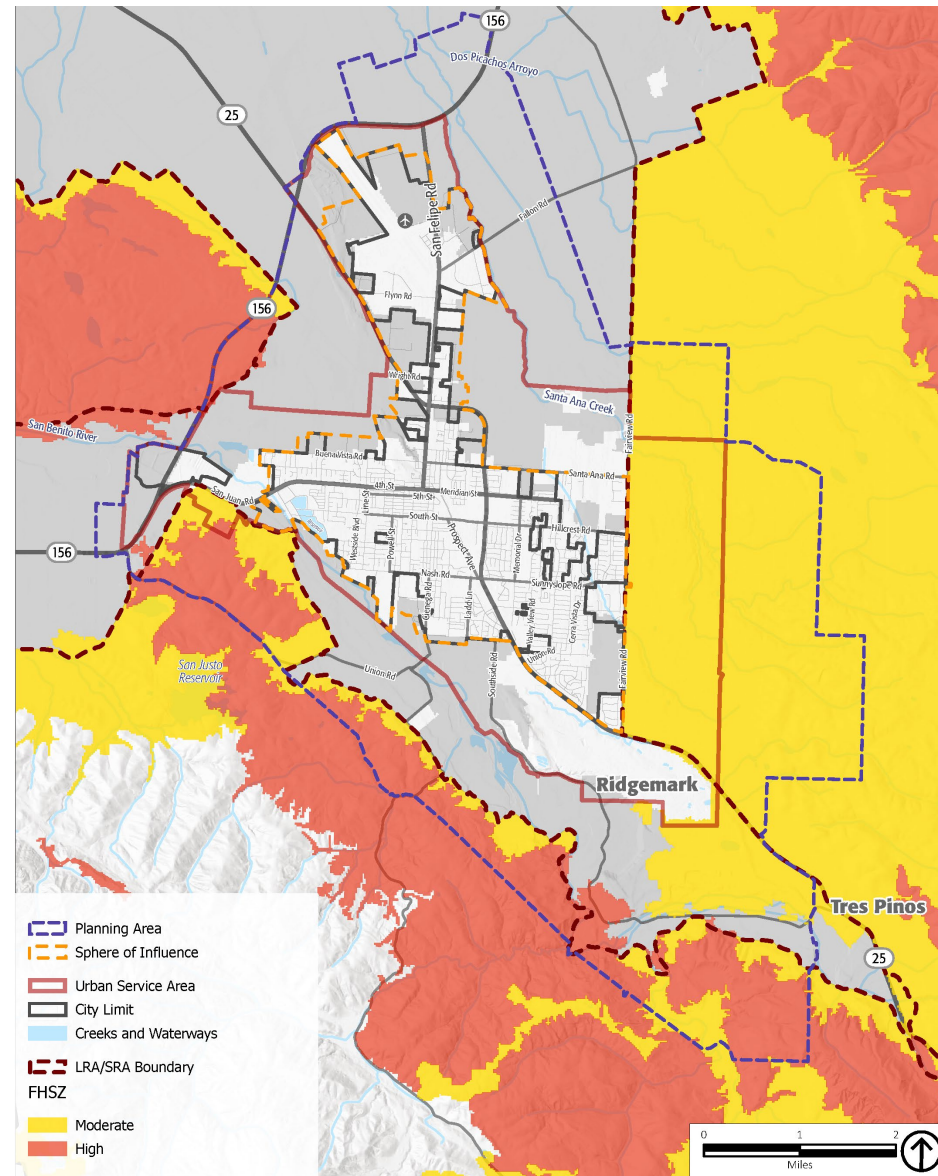 156
Dos Picachos Arroyo
25
San Felipe Rd
Fallon Rd
Flynn Rd
156
Wright Rd
Santa Ana Creek
San Benito River
Fairview Rd
Buena Vista Rd
Santa Ana Rd
San Juan Rd
4th St
Meridian St
5th St
Line St
South St
Hillcrest Rd
Westside Blvd
Powell St
Prospect Ave
Memorial Dr
156
Nash Rd
Sunnyslope Rd
Cienega Rd
Ladd Ln
Valley View Rd
Cerra Vista Dr
Union Rd
San Justo
Reservoir
Union Rd
Southside Rd
Fairview Rd
Ridgemark
Tres Pinos
25
Planning Area
Sphere of Influence
Urban Service Area
City Limit
Creeks and Waterways
LRA/SRA Boundary
FHSZ
Moderate
High
0 1 2
Miles